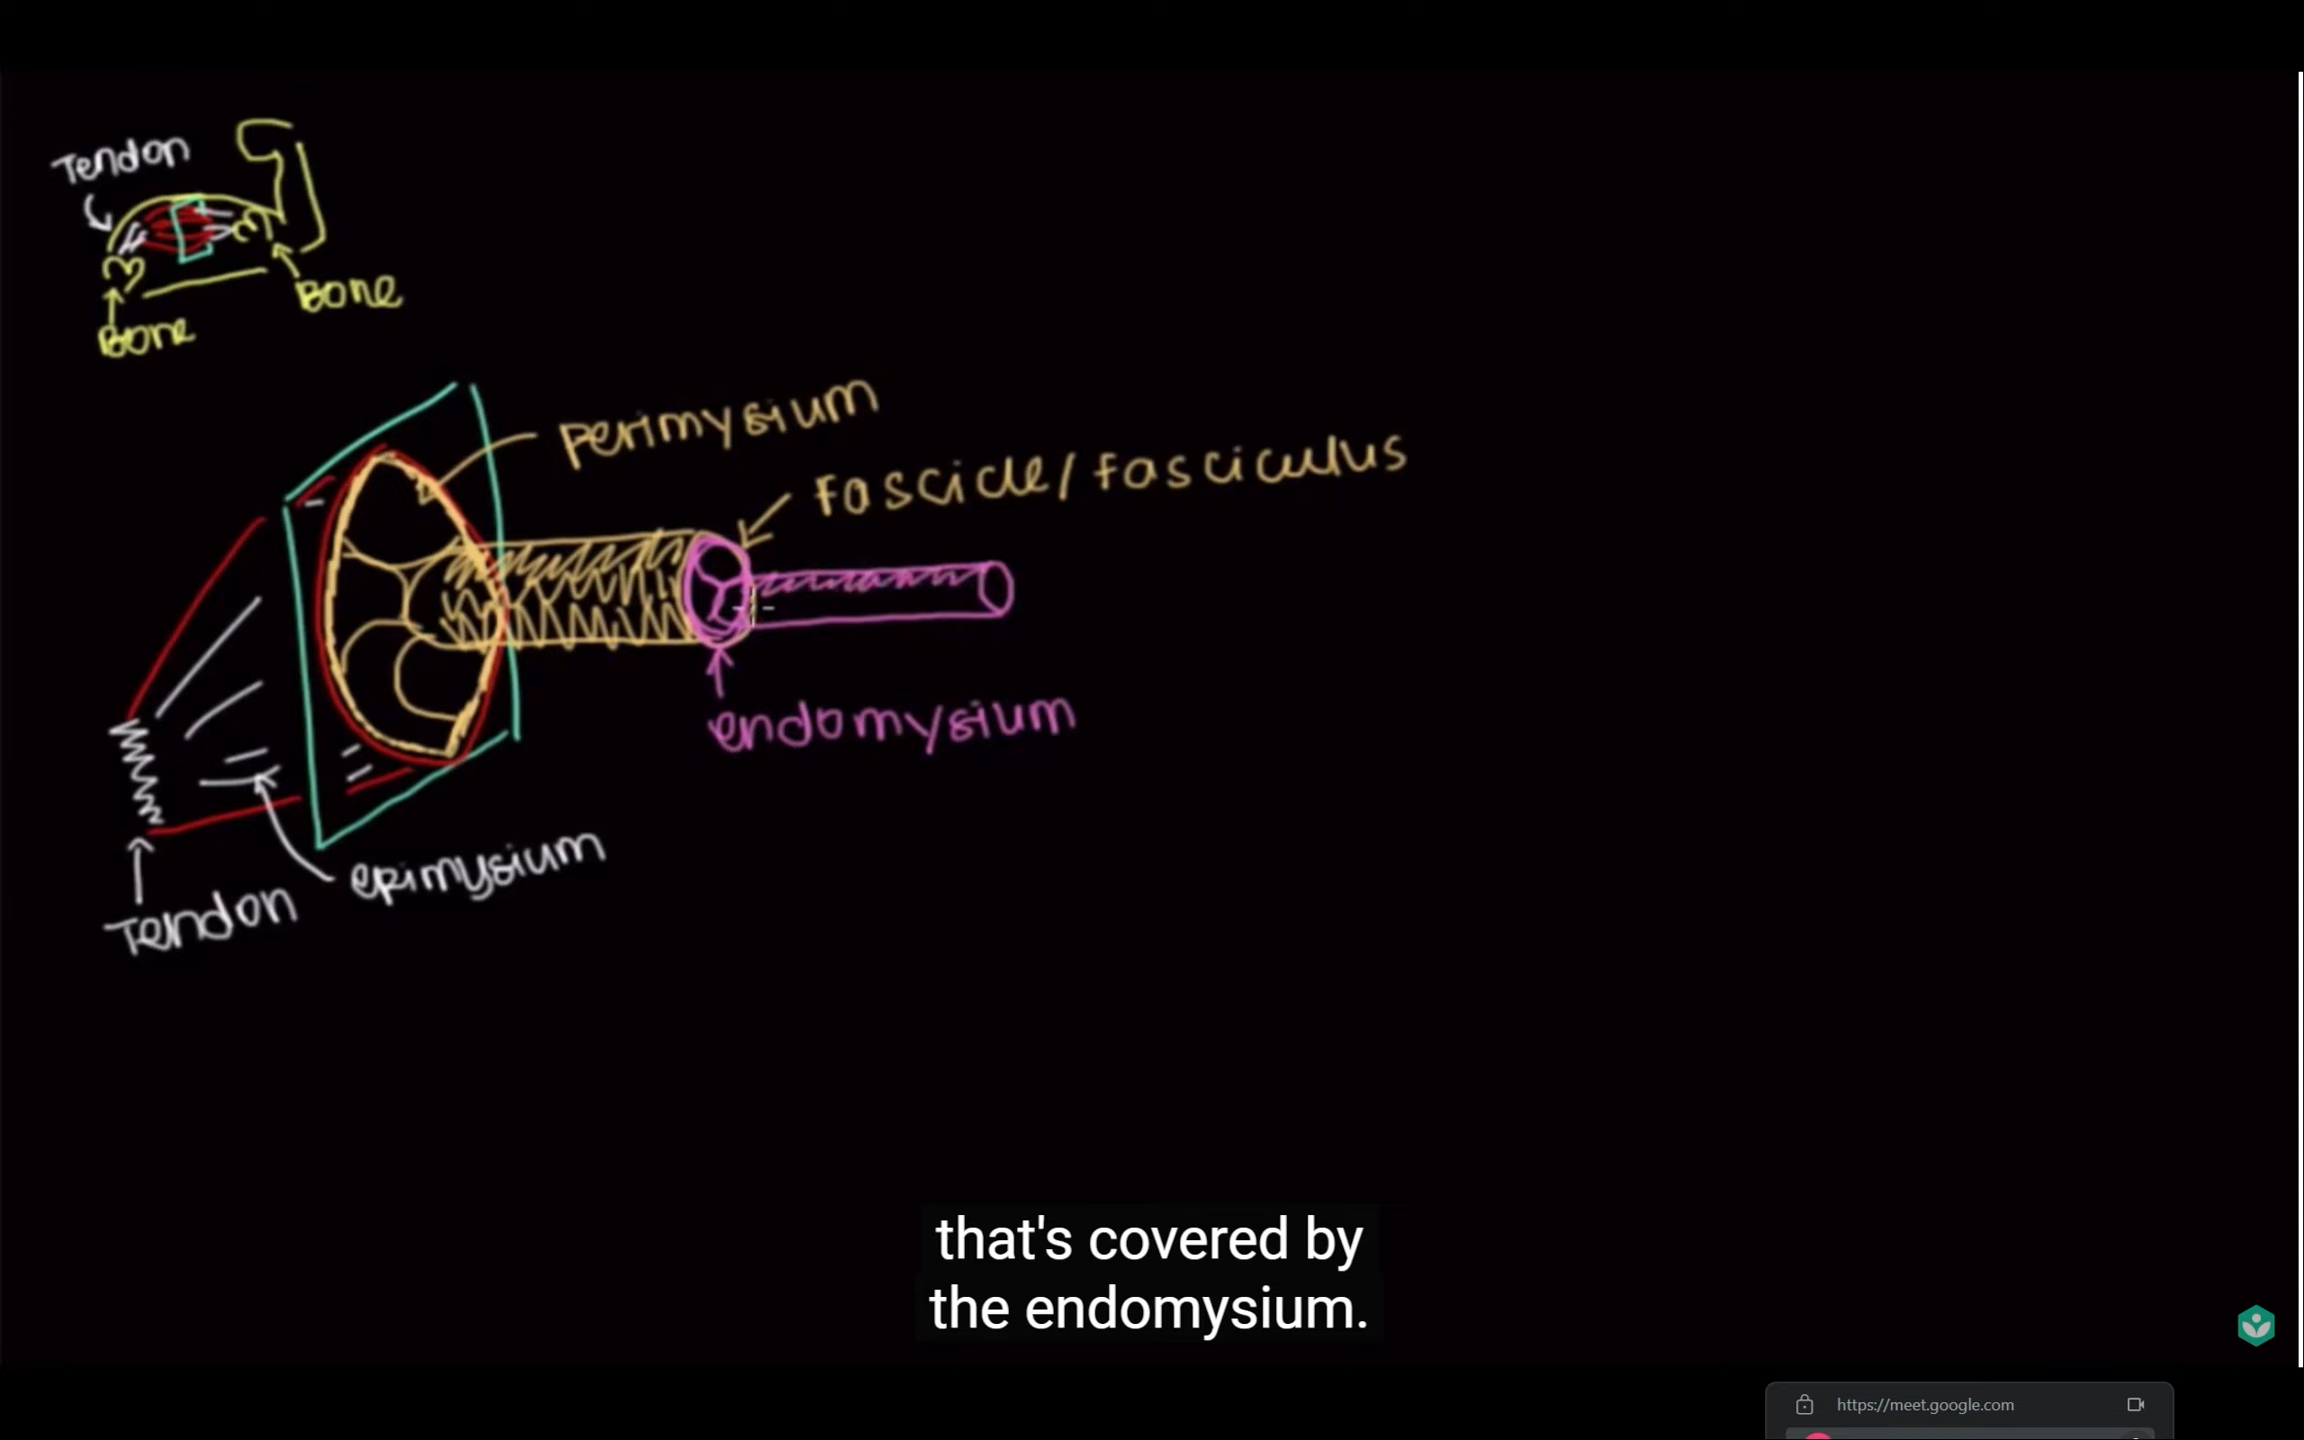 Tendon
Bone
Bone
perimysium
fascicle/fasciculus
endomysium
epimysium
Tendon
that's covered by
the endomysium.
https://meet.google.com